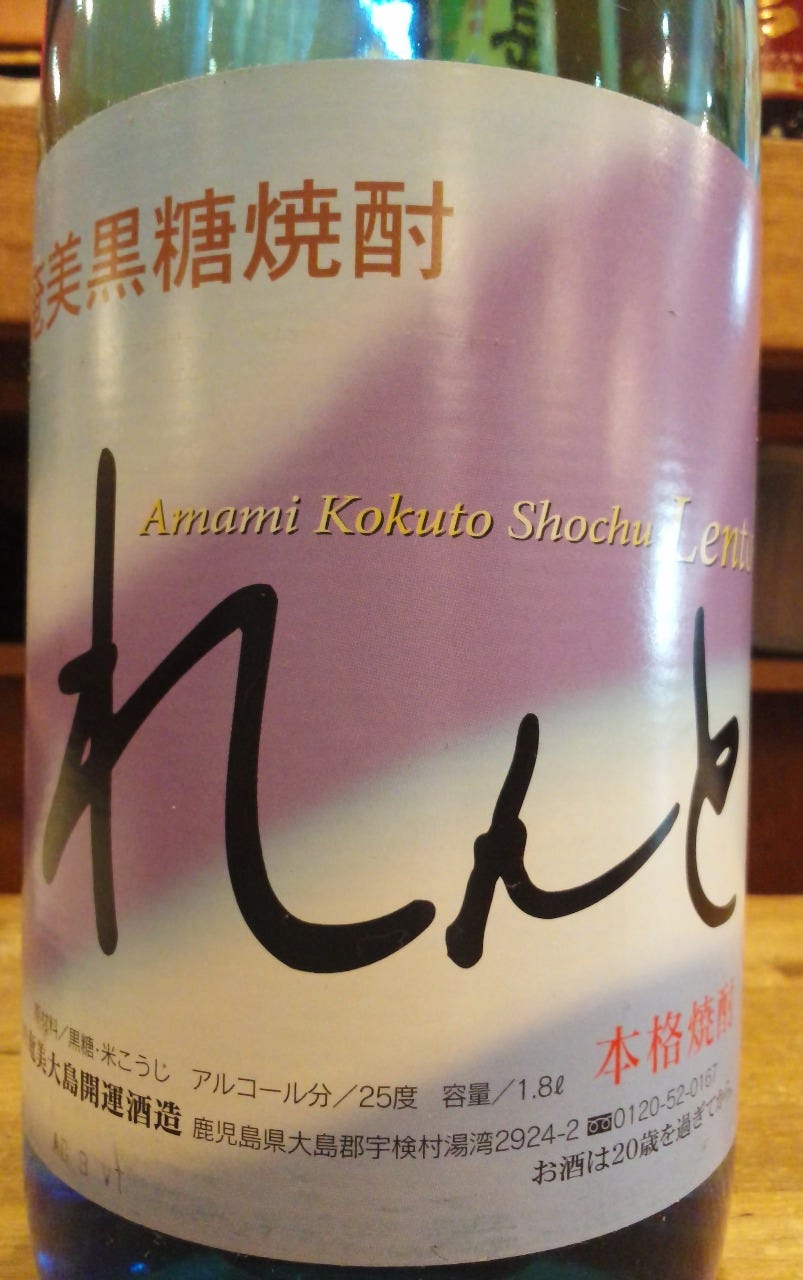 奄美黒糖焼酎
Amami Kokuto Shochu Lento
れんと
本格焼酎
原材料/黒糖・米こうじ アルコール分/25度 容量/1.8ℓ
奄美大島開運酒造 鹿児島県大島郡宇検村湯湾2924-2 0120-52-0167
お酒は20歳を過ぎてから